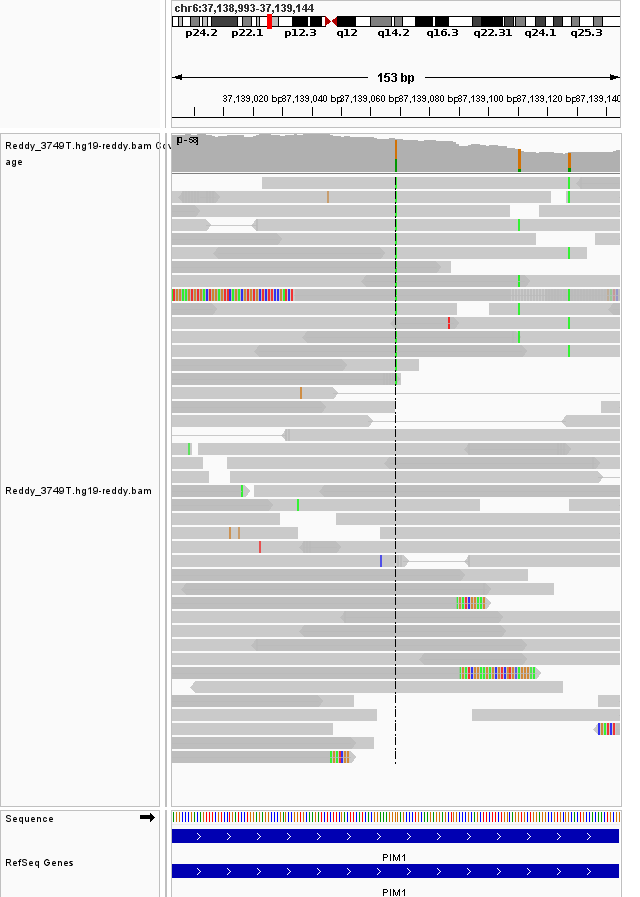 chr6:37,138,993-37,139,144
p24.2 p22.1 p12.3 q12 q14.2 q16.3 q22.31 q24.1 q25.3
153 bp
37,139,020 bp 37,139,040 bp 37,139,060 bp 37,139,080 bp 37,139,100 bp 37,139,120 bp 37,139,140
Reddy_3749T.hg19-reddy.bam Cov
age
Reddy_3749T.hg19-reddy.bam
Sequence
PIM1
RefSeq Genes
PIM1